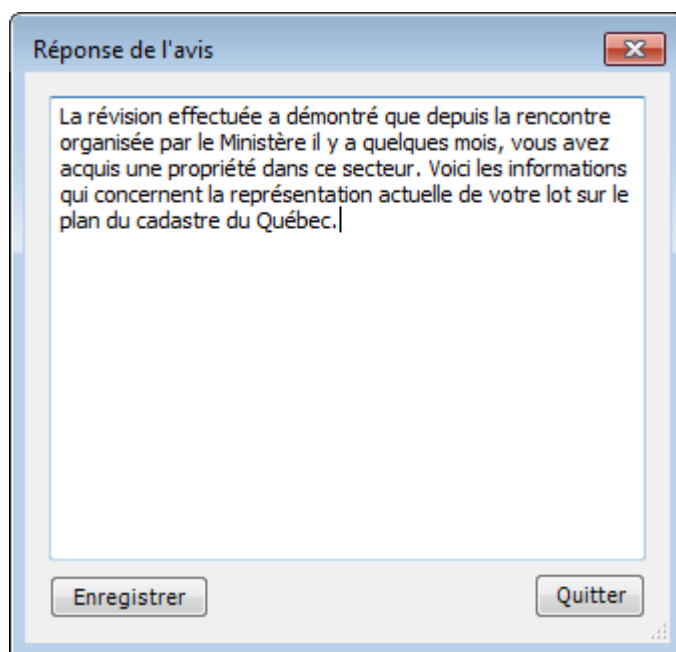 Réponse de l'avis
La révision effectuée a démontré que depuis la rencontre
organisée par le Ministère il y a quelques mois, vous avez
acquis une propriété dans ce secteur. Voici les informations
qui concernent la représentation actuelle de votre lot sur le
plan du cadastre du Québec.
Enregistrer
Quitter